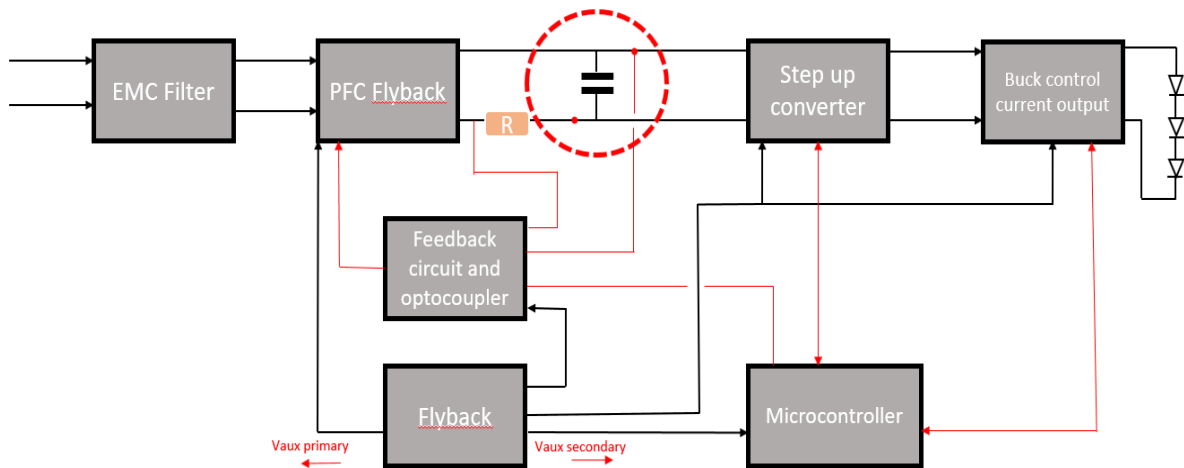 EMC Filter
PFC Flyback
R
Step up
converter
Buck control
current output
Feedback
circuit and
optocoupler
Flyback
Microcontroller
Vaux primary
Vaux secondary